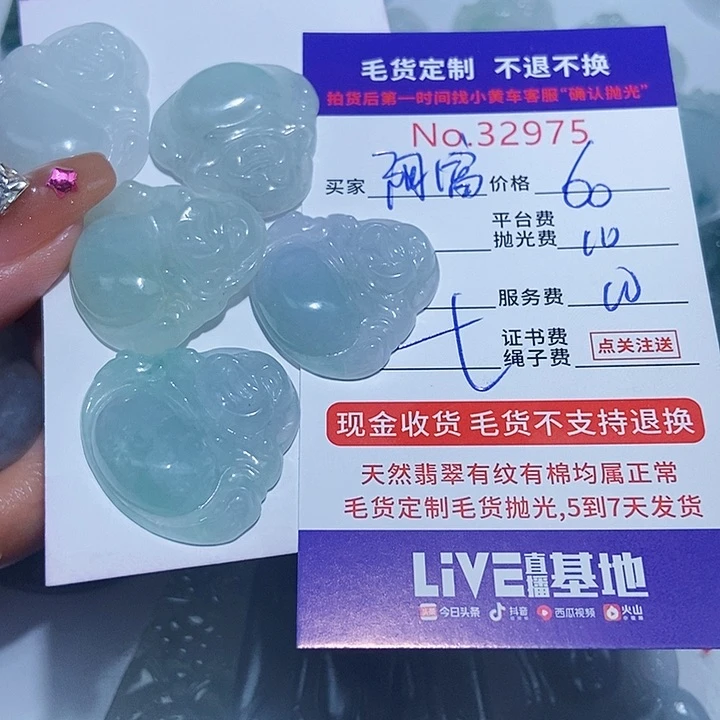 毛货定制 不退不换
拍货后第一时间找小黄车客服“确认抛光”
No.32975
买家 价格 60
平台费
抛光费 10
服务费 10
证书费
绳子费 点关注送
七
现金收货 毛货不支持退换
天然翡翠有纹有棉均属正常
毛货定制毛货抛光,5到7天发货
LiVE直播基地
今日头条 抖音 西瓜视频 火山